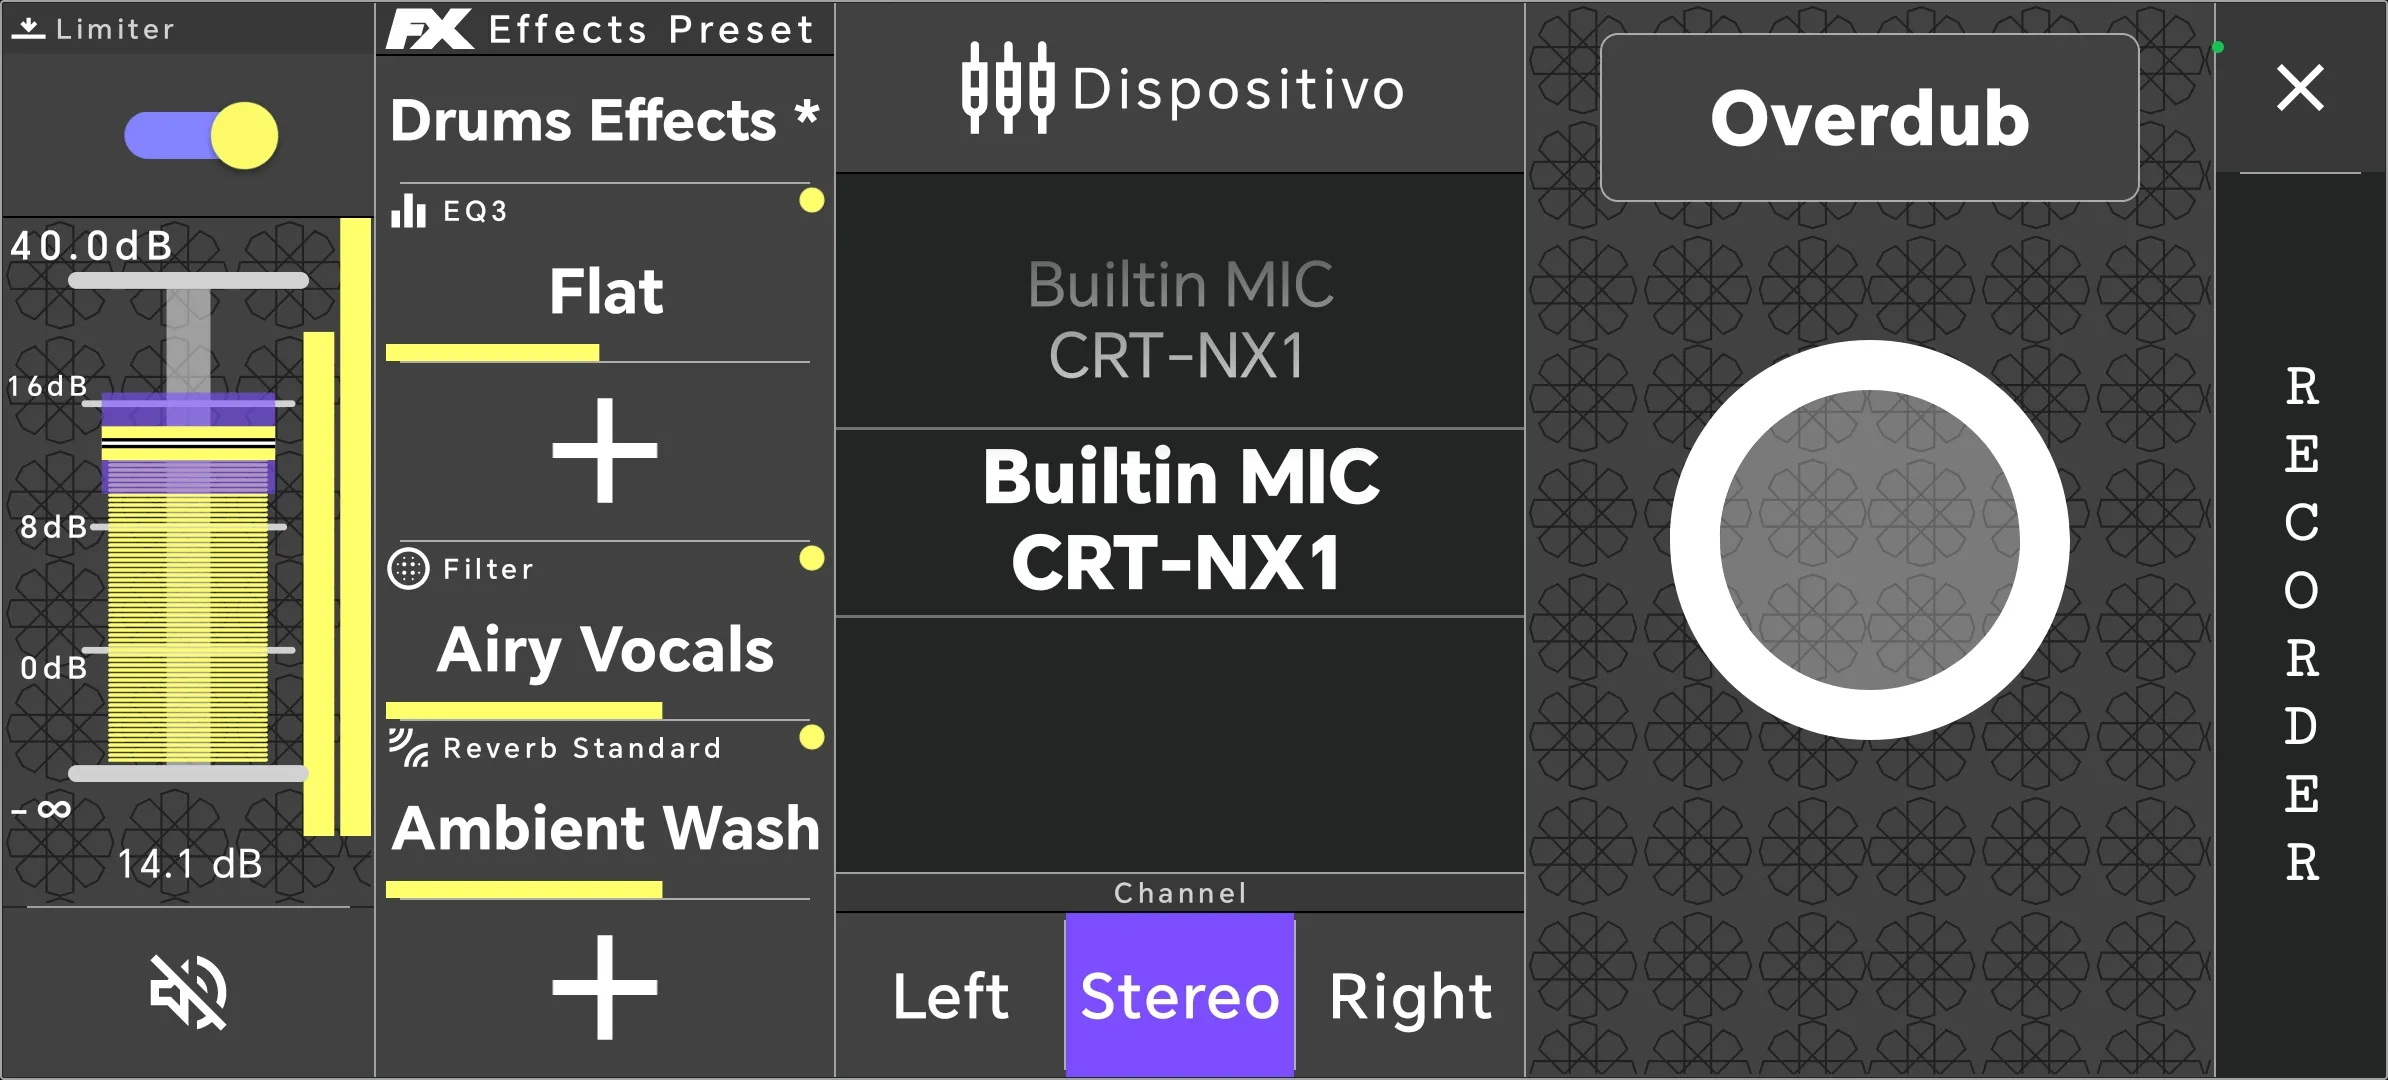 Limiter
40.0dB
16dB
8dB
0dB
-∞
14.1 dB
FX Effects Preset
Drums Effects *
EQ3
Flat
Filter
Airy Vocals
Reverb Standard
Ambient Wash
Dispositivo
Builtin MIC
CRT-NX1
Builtin MIC
CRT-NX1
Channel
Left
Stereo
Right
Overdub
RECORDER